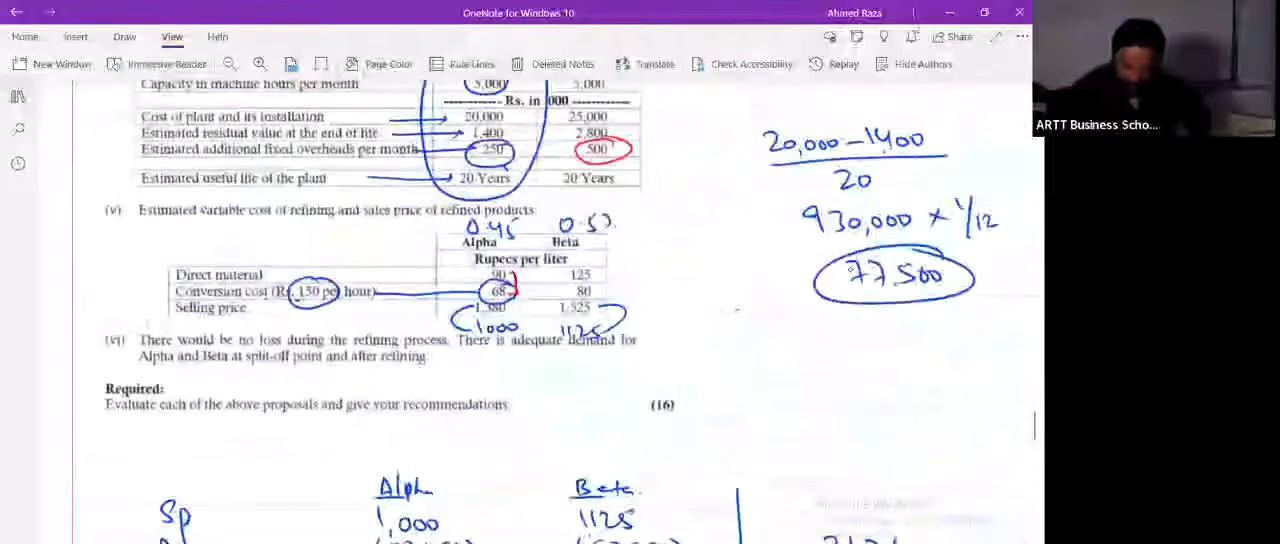 OneNote for Windows 10
Ahmed Raza
Home Insert Draw View Help
Share
New Window Immersive Reader Page Color Rule Lines Deleted Notes Translate Check Accessibility Replay Hide Authors
ARTT Business Scho...
Capacity in machine hours per month 5,000 5,000
Rs. in 000
Cost of plant and its installation 20,000 25,000
Estimated residual value at the end of life 1,400 2,800
Estimated additional fixed overheads per month 250 500
Estimated useful life of the plant 20 Years 20 Years
20,000 - 1400
20
930,000 × 1/12
77500
(v) Estimated variable cost of refining and sales price of refined products:
0.45 0.53
Alpha Beta
Rupees per liter
Direct material 90 125
Conversion cost (Rs. 150 per hour) 68 80
Selling price 1,380 1,525
1000 1125
(vi) There would be no loss during the refining process. There is adequate demand for
Alpha and Beta at split-off point and after refining.
Required:
Evaluate each of the above proposals and give your recommendations. (16)
Alpha Beta
Sp 1,000 1125